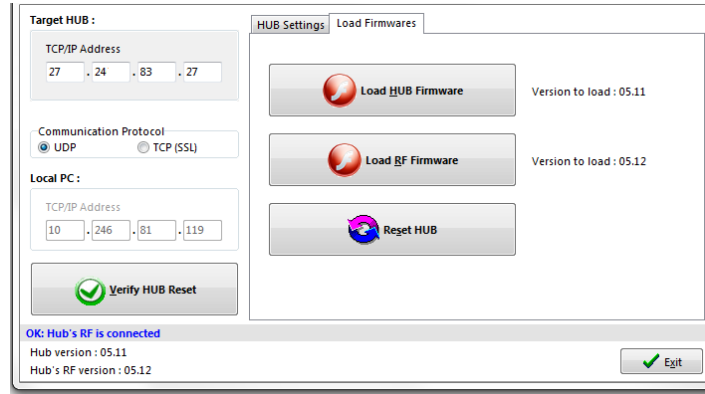 Target HUB :
TCP/IP Address
27 . 24 . 83 . 27
Communication Protocol
UDP TCP (SSL)
Local PC :
TCP/IP Address
10 . 246 . 81 . 119
Verify HUB Reset
HUB Settings Load Firmwares
Load HUB Firmware Version to load : 05.11
Load RF Firmware Version to load : 05.12
Reset HUB
OK: Hub's RF is connected
Hub version : 05.11
Hub's RF version : 05.12
Exit